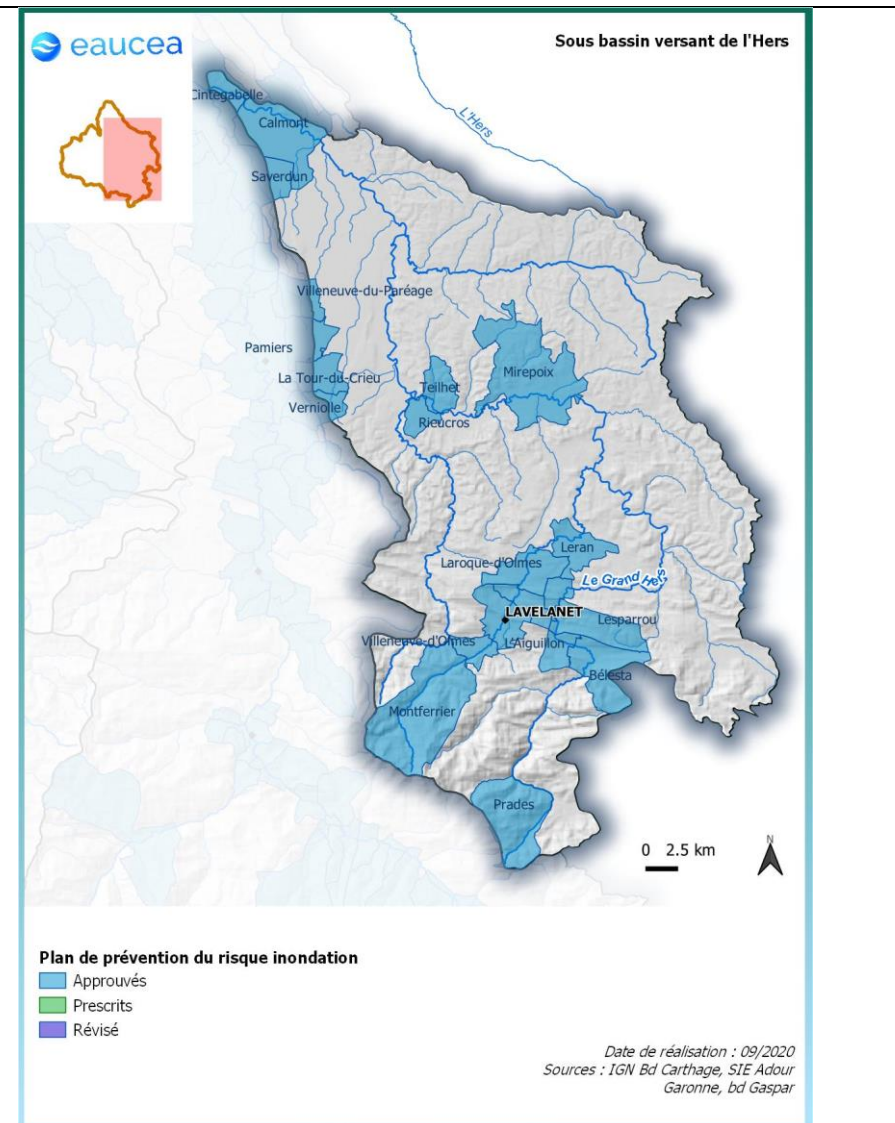 eaucea
Sous bassin versant de l'Hers
Cintegabelle
L'Hers
Calmont
Saverdun
Villeneuve-du-Paréage
Pamiers
Mirepoix
La Tour-du-Crieu
Teilhet
Verniolle
Rieucros
Leran
Laroque-d'Olmes
Le Grand Hers
LAVELANET
Lesparrou
Villeneuve-d'Olmes
L'Aiguillon
Bélesta
Montferrier
Prades
0 2.5 km
N
Plan de prévention du risque inondation
Approuvés
Prescrits
Révisé
Date de réalisation : 09/2020
Sources : IGN Bd Carthage, SIE Adour
Garonne, bd Gaspar